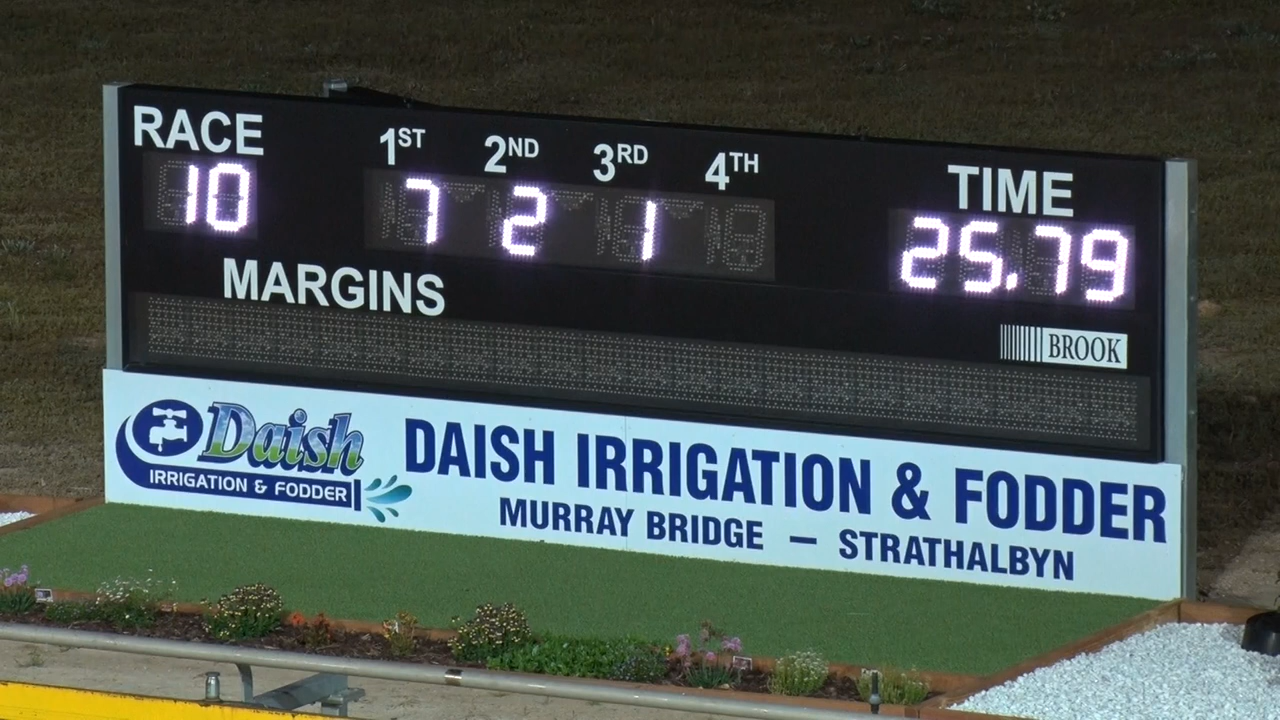 RACE 1ST 2ND 3RD 4TH TIME
10 7 2 1 25.79
MARGINS
BROOK
Daish
IRRIGATION & FODDER
DAISH IRRIGATION & FODDER
MURRAY BRIDGE — STRATHALBYN